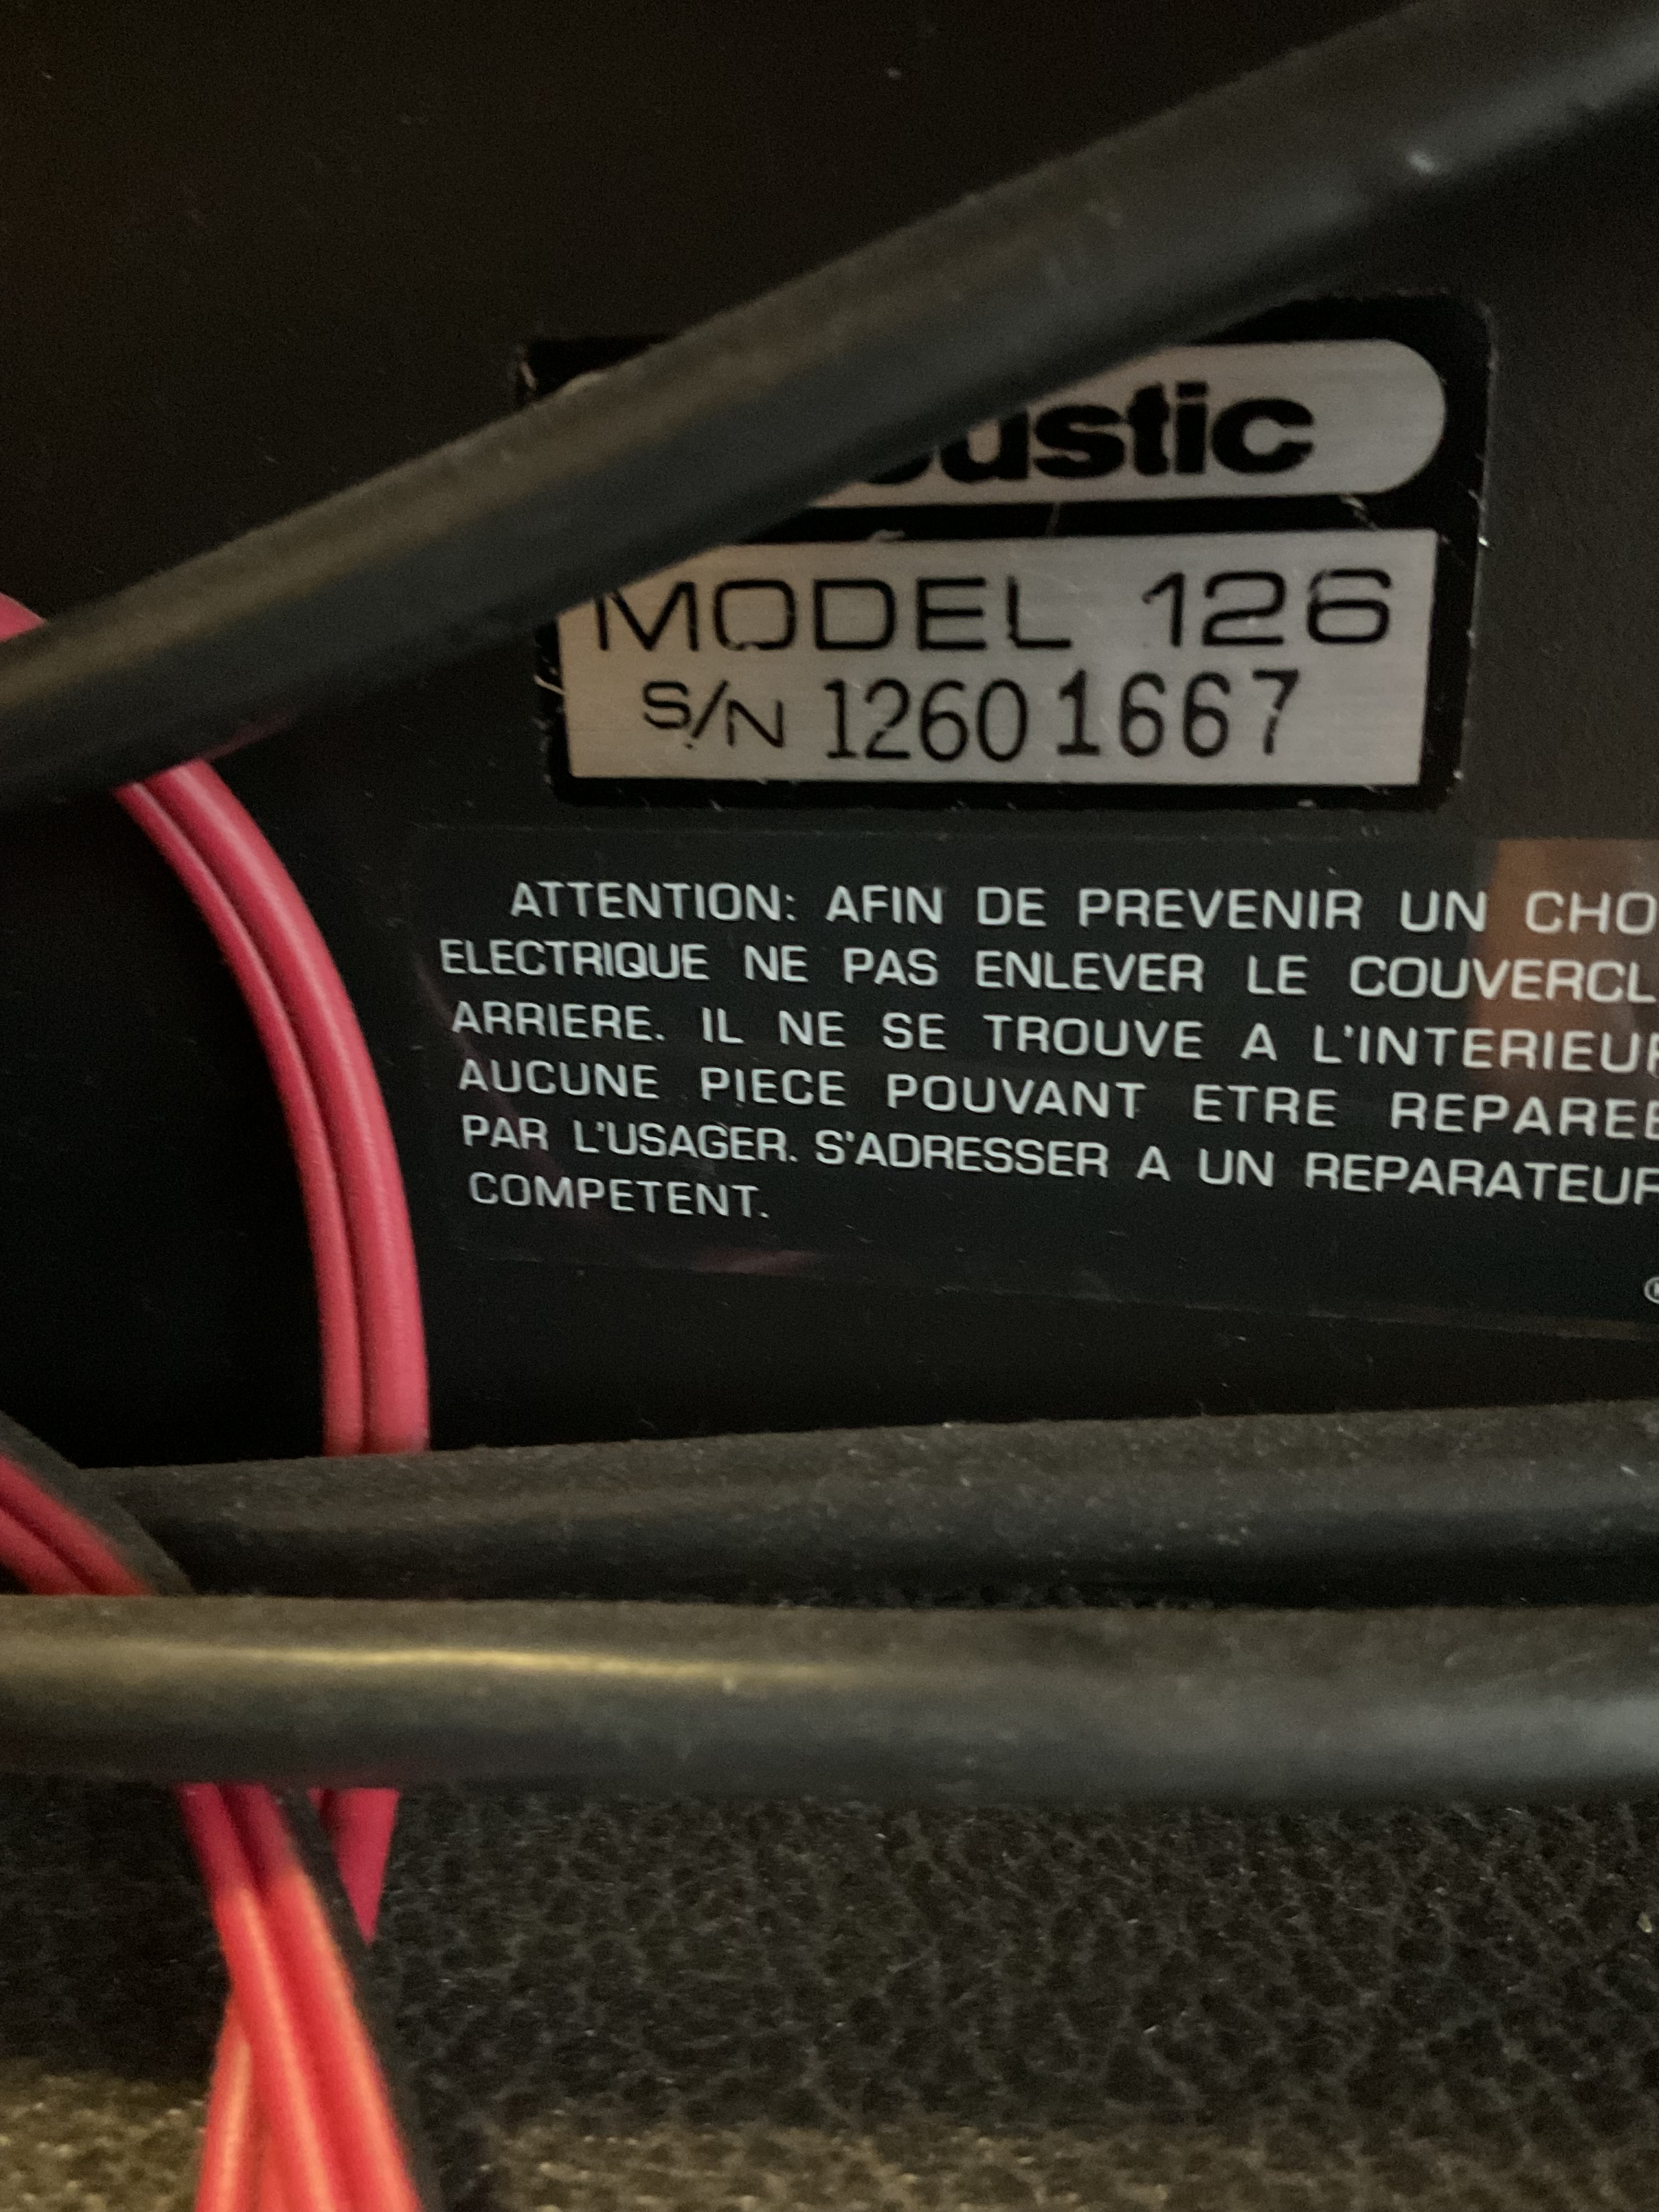 ustic
MODEL 126
S/N 1260 1667
ATTENTION: AFIN DE PREVENIR UN CHO
ELECTRIQUE NE PAS ENLEVER LE COUVERCL
ARRIERE. IL NE SE TROUVE A L'INTERIEUR
AUCUNE PIECE POUVANT ETRE REPAREE
PAR L'USAGER. S'ADRESSER A UN REPARATEUR
COMPETENT.